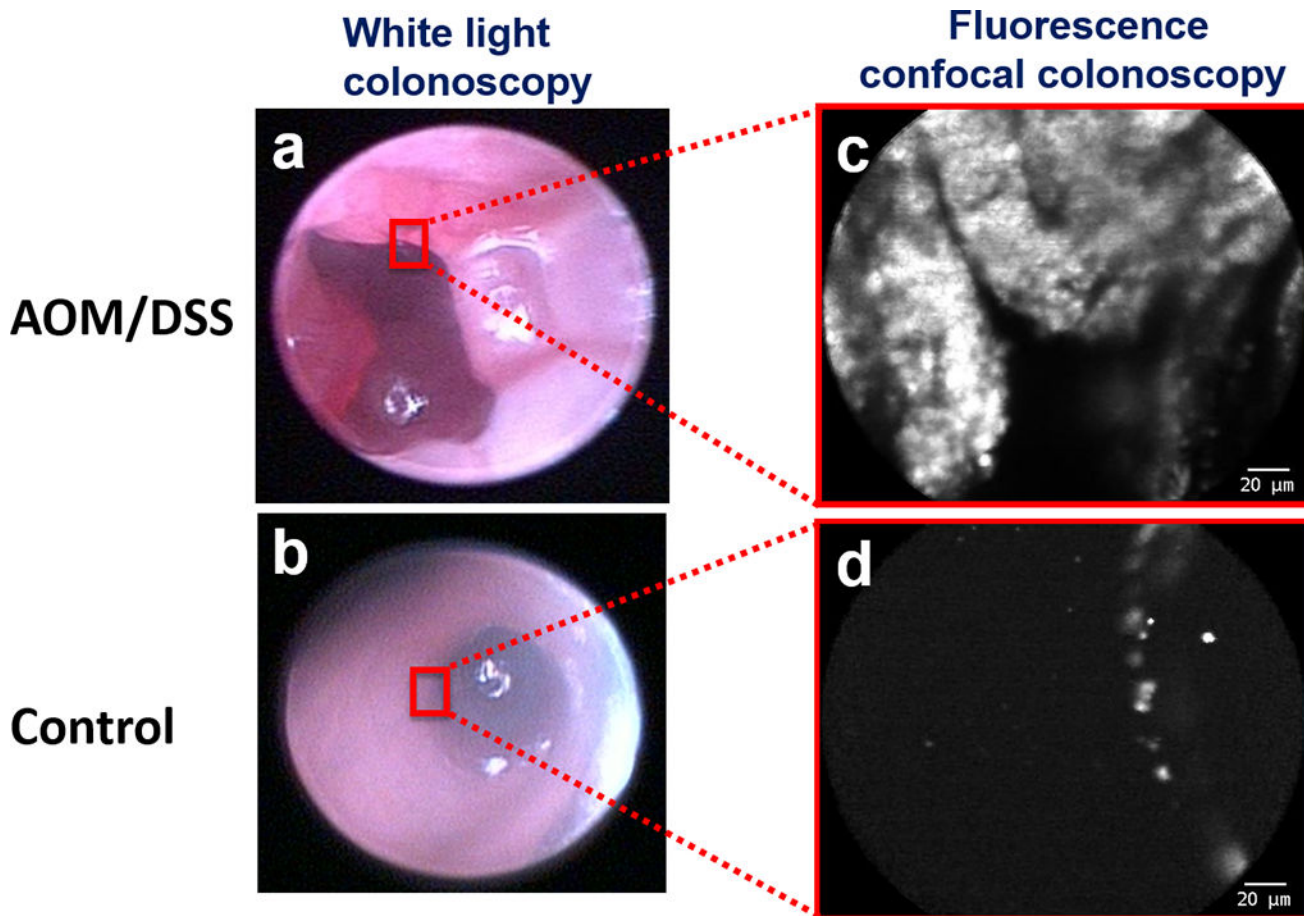 White light
colonoscopy
Fluorescence
confocal colonoscopy
AOM/DSS
a
c
20 µm
Control
b
d
20 µm